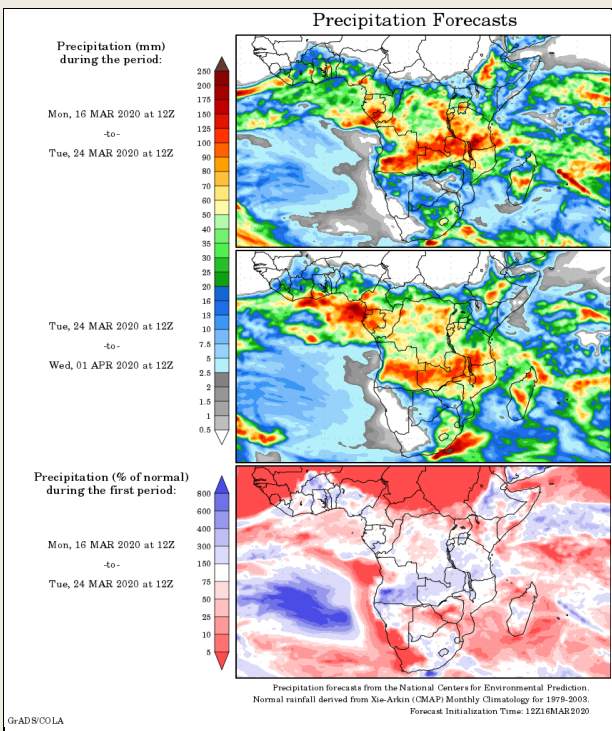 Precipitation Forecasts
Precipitation (mm)
during the period:
Mon, 16 MAR 2020 at 12Z
-to-
Tue, 24 MAR 2020 at 12Z
250
200
175
150
125
100
90
80
70
60
50
40
35
30
25
20
16
13
10
7.5
5
2.5
2
1.5
1
0.5
Tue, 24 MAR 2020 at 12Z
-to-
Wed, 01 APR 2020 at 12Z
Precipitation (% of normal)
during the first period:
Mon, 16 MAR 2020 at 12Z
-to-
Tue, 24 MAR 2020 at 12Z
800
600
400
300
150
75
50
25
10
5
Precipitation forecasts from the National Centers for Environmental Prediction.
Normal rainfall derived from Xie-Arkin (CMAP) Monthly Climatology for 1979-2003.
Forecast Initialization Time: 12Z16MAR2020
GrADS/COLA